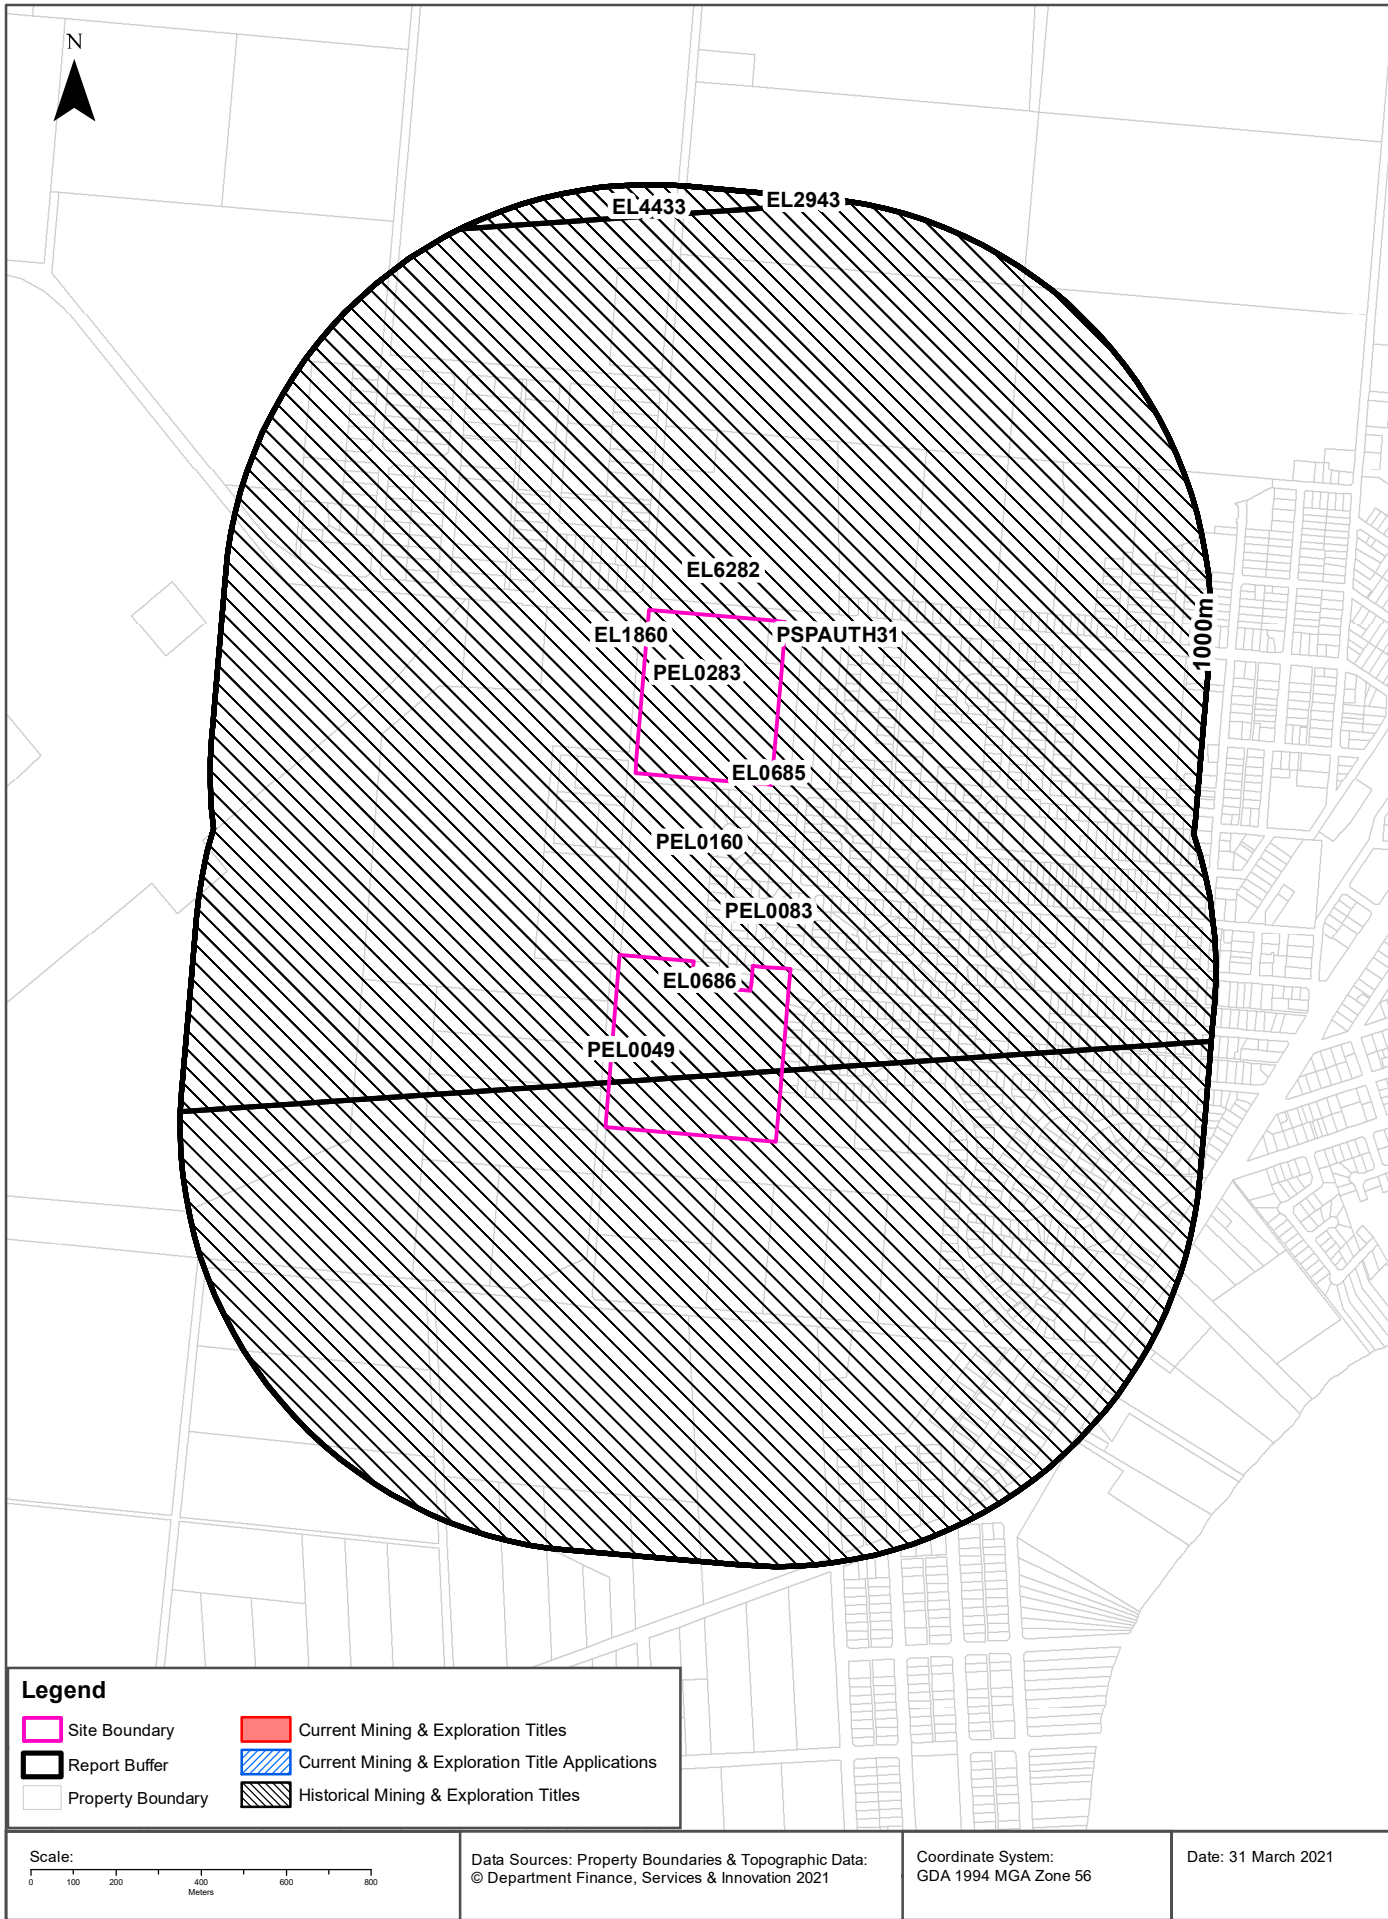 N
EL4433
EL2943
EL6282
EL1860
PSPAUTH31
PEL0283
1000m
EL0685
PEL0160
PEL0083
EL0686
PEL0049
Legend
Site Boundary
Report Buffer
Property Boundary
Current Mining & Exploration Titles
Current Mining & Exploration Title Applications
Historical Mining & Exploration Titles
Scale:
0 100 200 400 600 800
Meters
Data Sources: Property Boundaries & Topographic Data:
© Department Finance, Services & Innovation 2021
Coordinate System:
GDA 1994 MGA Zone 56
Date: 31 March 2021